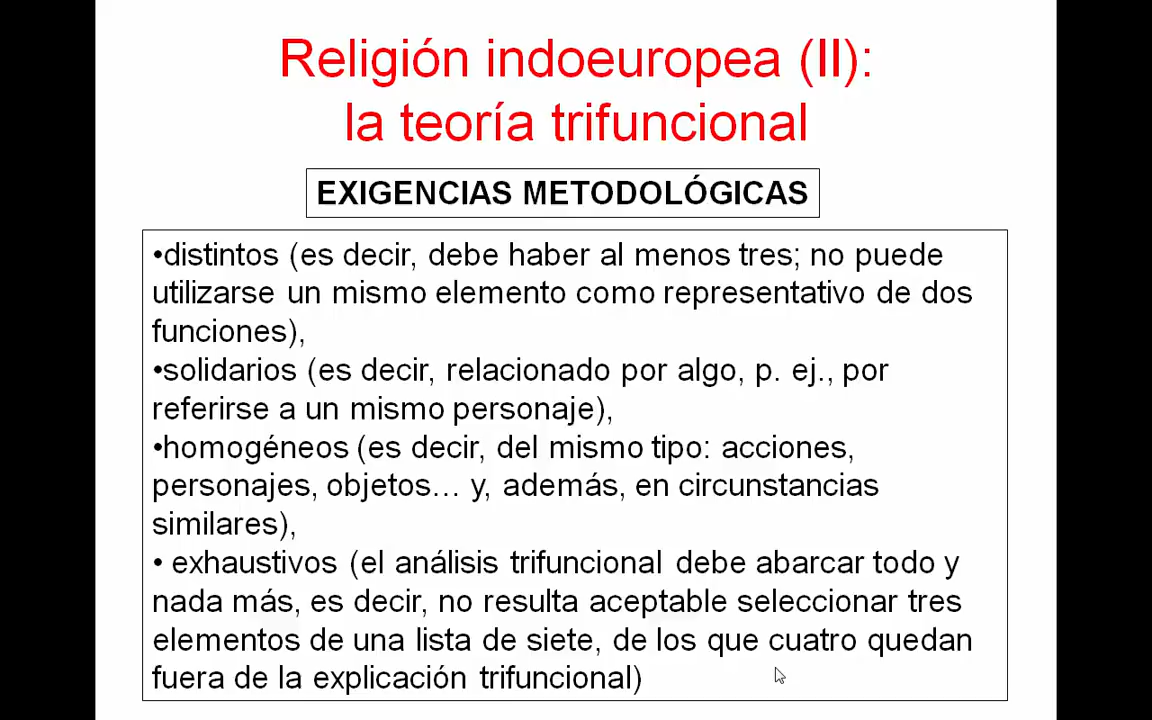 Religión indoeuropea (II):
la teoría trifuncional
EXIGENCIAS METODOLÓGICAS
•distintos (es decir, debe haber al menos tres; no puede
utilizarse un mismo elemento como representativo de dos
funciones),
•solidarios (es decir, relacionado por algo, p. ej., por
referirse a un mismo personaje),
•homogéneos (es decir, del mismo tipo: acciones,
personajes, objetos… y, además, en circunstancias
similares),
• exhaustivos (el análisis trifuncional debe abarcar todo y
nada más, es decir, no resulta aceptable seleccionar tres
elementos de una lista de siete, de los que cuatro quedan
fuera de la explicación trifuncional)